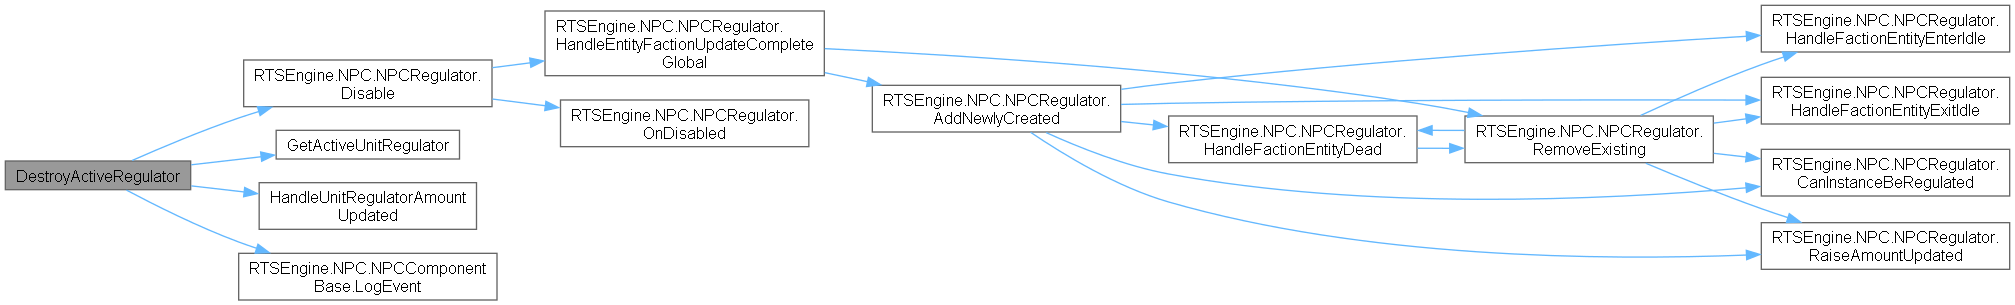 DestroyActiveRegulator
RTSEngine.NPC.NPCRegulator.
Disable
GetActiveUnitRegulator
HandleUnitRegulatorAmount
Updated
RTSEngine.NPC.NPCComponent
Base.LogEvent
RTSEngine.NPC.NPCRegulator.
HandleEntityFactionUpdateComplete
Global
RTSEngine.NPC.NPCRegulator.
OnDisabled
RTSEngine.NPC.NPCRegulator.
AddNewlyCreated
RTSEngine.NPC.NPCRegulator.
HandleFactionEntityDead
RTSEngine.NPC.NPCRegulator.
RemoveExisting
RTSEngine.NPC.NPCRegulator.
HandleFactionEntityEnterIdle
RTSEngine.NPC.NPCRegulator.
HandleFactionEntityExitIdle
RTSEngine.NPC.NPCRegulator.
CanInstanceBeRegulated
RTSEngine.NPC.NPCRegulator.
RaiseAmountUpdated